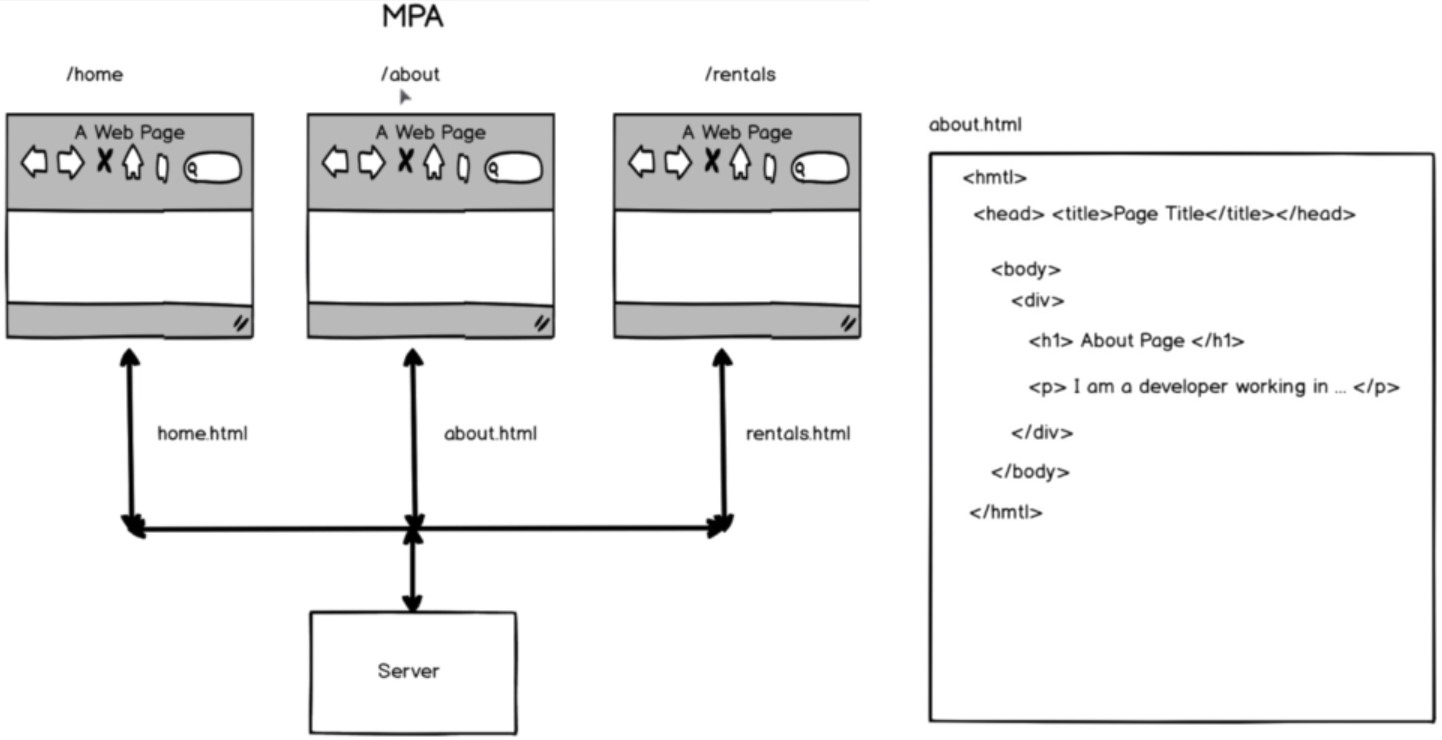 MPA
/home
/about
/rentals
A Web Page
A Web Page
A Web Page
home.html
about.html
rentals.html
Server
about.html
<hmtl>
<head> <title>Page Title</title></head>
<body>
<div>
<h1> About Page </h1>
<p> I am a developer working in ... </p>
</div>
</body>
</hmtl>